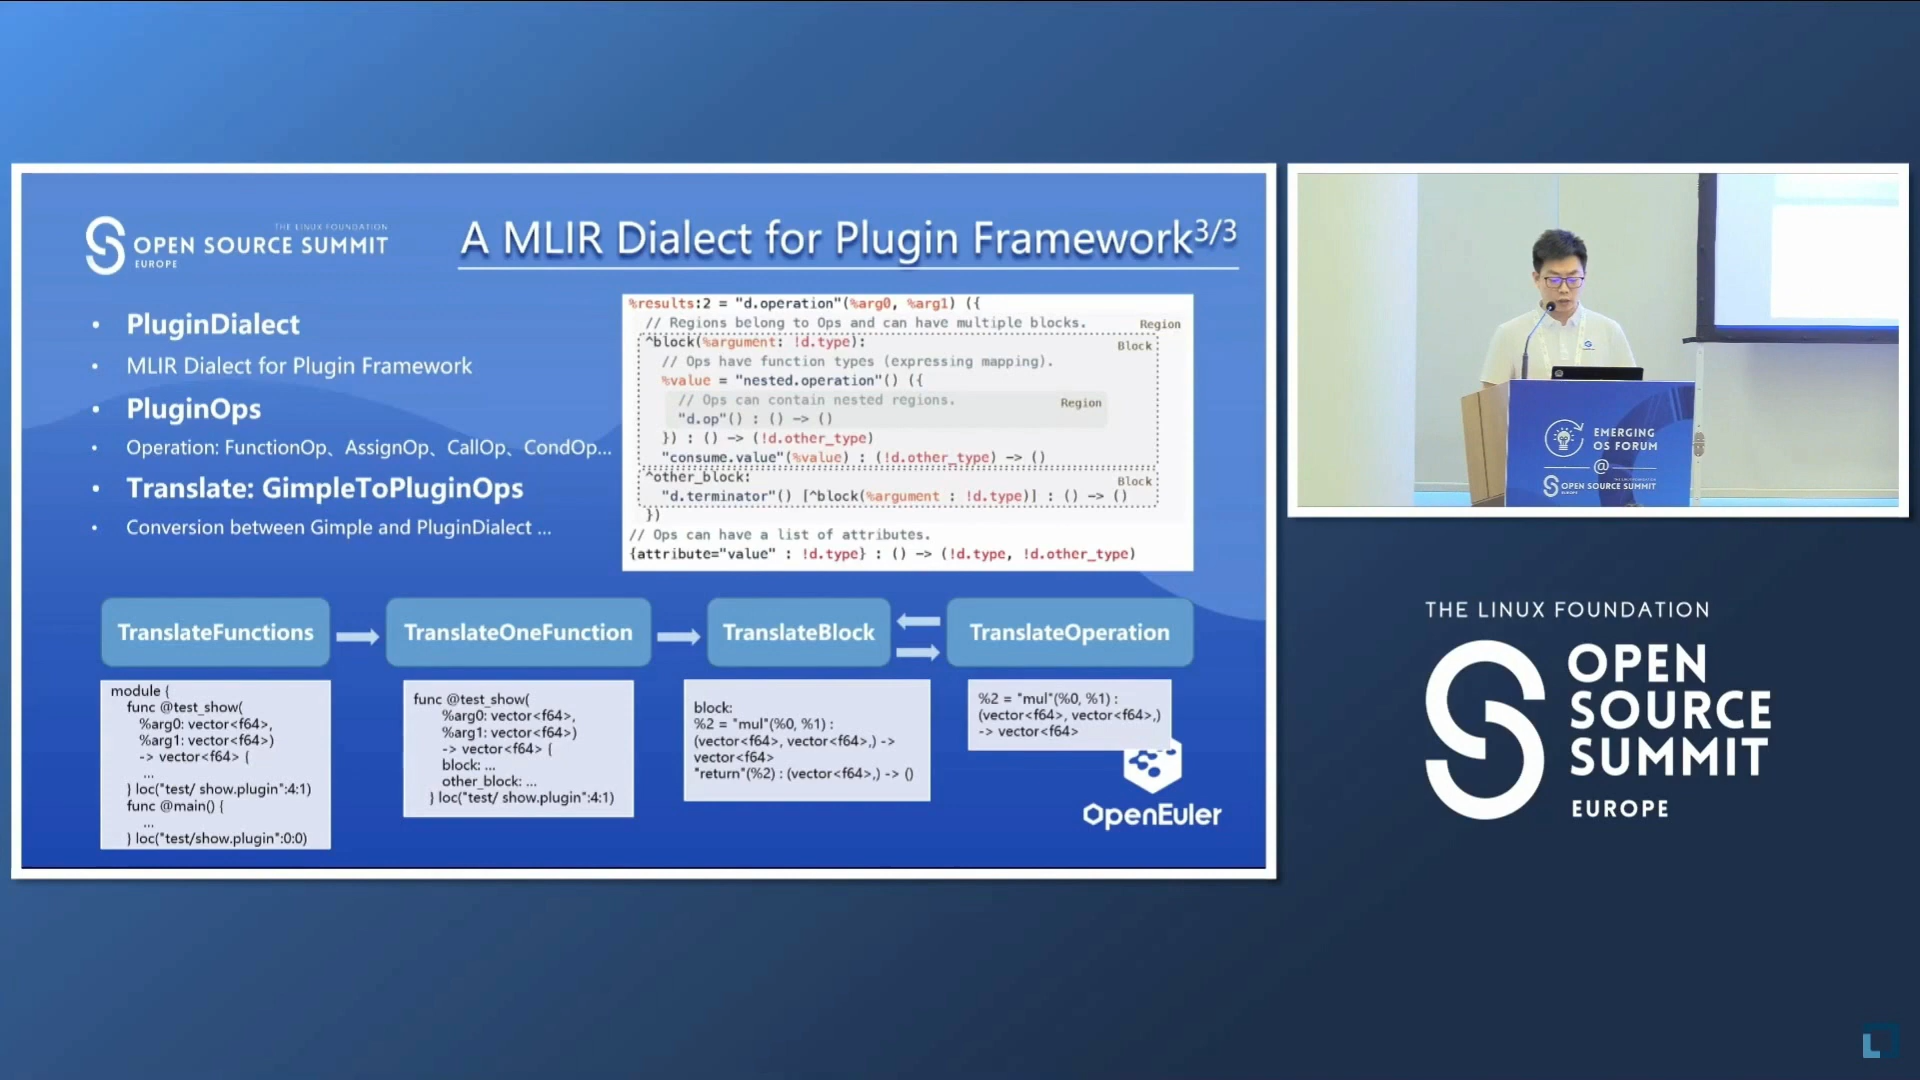 THE LINUX FOUNDATION
OPEN SOURCE SUMMIT
EUROPE
A MLIR Dialect for Plugin Framework3/3
• PluginDialect
• MLIR Dialect for Plugin Framework
• PluginOps
• Operation: FunctionOp、AssignOp、CallOp、CondOp...
• Translate: GimpleToPluginOps
• Conversion between Gimple and PluginDialect ...
%results:2 = "d.operation"(%arg0, %arg1) ({
// Regions belong to Ops and can have multiple blocks.
Region
^block(%argument: !d.type):
Block
// Ops have function types (expressing mapping).
%value = "nested.operation"() ({
// Ops can contain nested regions.
Region
"d.op"() : () -> ()
}) : () -> (!d.other_type)
"consume.value"(%value) : (!d.other_type) -> ()
^other_block:
Block
"d.terminator"() [^block(%argument : !d.type)] : () -> ()
})
// Ops can have a list of attributes.
{attribute="value" : !d.type} : () -> (!d.type, !d.other_type)
TranslateFunctions
TranslateOneFunction
TranslateBlock
TranslateOperation
module {
func @test_show(
%arg0: vector<f64>,
%arg1: vector<f64>)
-> vector<f64> {
...
} loc("test/ show.plugin":4:1)
func @main() {
...
} loc("test/show.plugin":0:0)
func @test_show(
%arg0: vector<f64>,
%arg1: vector<f64>)
-> vector<f64> {
block: ...
other_block: ...
} loc("test/ show.plugin":4:1)
block:
%2 = "mul"(%0, %1) :
(vector<f64>, vector<f64>,) ->
vector<f64>
"return"(%2) : (vector<f64>,) -> ()
%2 = "mul"(%0, %1) :
(vector<f64>, vector<f64>,)
-> vector<f64>
OpenEuler
EMERGING
OS FORUM
@
OPEN SOURCE SUMMIT
THE LINUX FOUNDATION
OPEN
SOURCE
SUMMIT
EUROPE